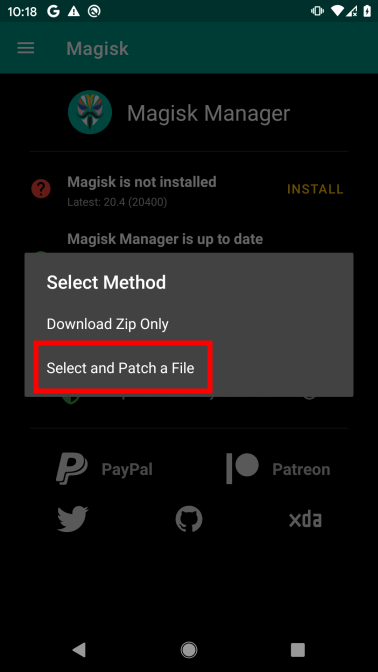 10:18
Magisk
Magisk Manager
Magisk is not installed
INSTALL
Latest: 20.4 (20400)
Magisk Manager is up to date
Select Method
Download Zip Only
Select and Patch a File
PayPal
Patreon
xda